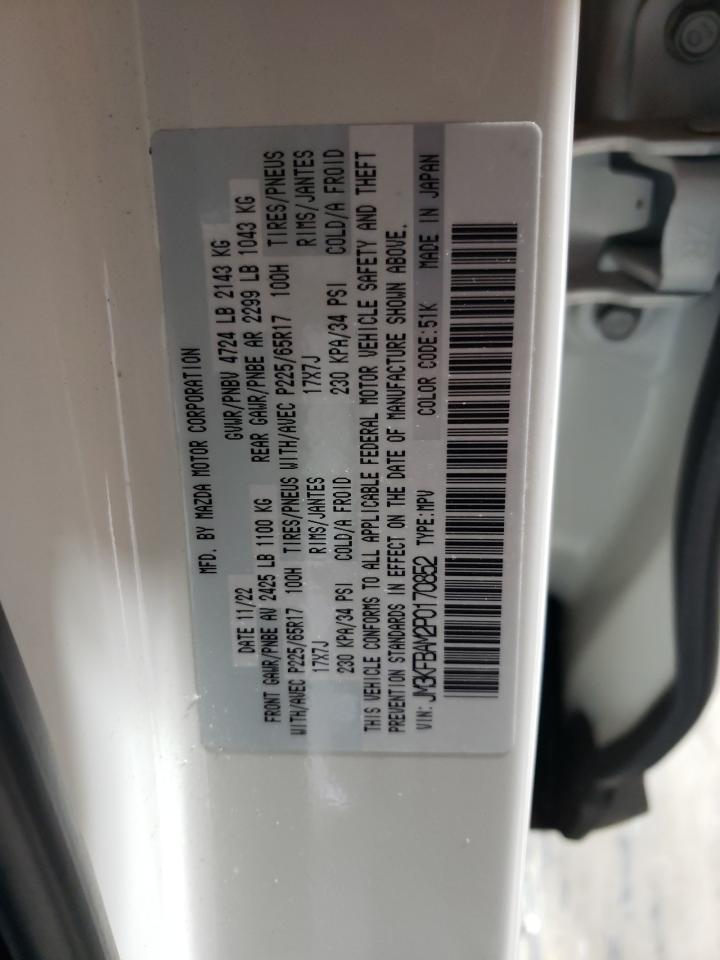 MFD. BY MAZDA MOTOR CORPORATION
DATE 11/22 GVWR/PNBV 4724 LB 2143 KG
FRONT GAWR/PNBE AV 2425 LB 1100 KG REAR GAWR/PNBE AR 2299 LB 1043 KG
WITH/AVEC P225/65R17 100H TIRES/PNEUS WITH/AVEC P225/65R17 100H TIRES/PNEUS
17X7J RIMS/JANTES 17X7J RIMS/JANTES
230 KPA/34 PSI COLD/A FROID 230 KPA/34 PSI COLD/A FROID
THIS VEHICLE CONFORMS TO ALL APPLICABLE FEDERAL MOTOR VEHICLE SAFETY AND THEFT
PREVENTION STANDARDS IN EFFECT ON THE DATE OF MANUFACTURE SHOWN ABOVE.
VIN: JM3KFBAM2P0170852 TYPE:MPV COLOR CODE:51K MADE IN JAPAN